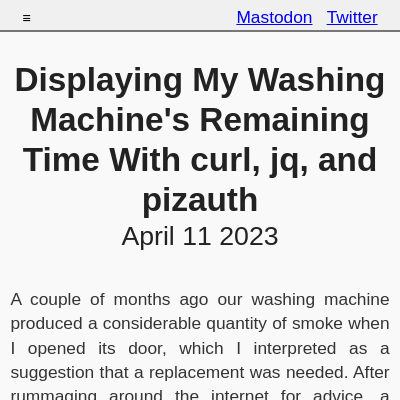 ≡ Mastodon Twitter
Displaying My Washing
Machine's Remaining
Time With curl, jq, and
pizauth
April 11 2023
A couple of months ago our washing machine
produced a considerable quantity of smoke when
I opened its door, which I interpreted as a
suggestion that a replacement was needed. After
rummaging around the internet for advice, a